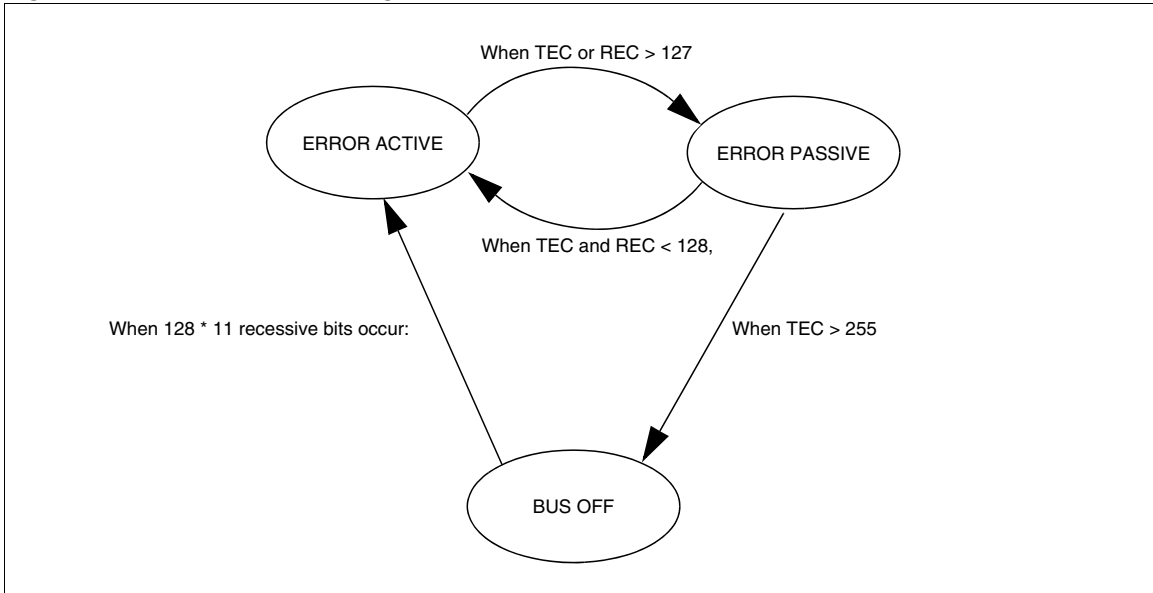 When TEC or REC > 127
ERROR ACTIVE
ERROR PASSIVE
When TEC and REC < 128,
When 128 * 11 recessive bits occur:
When TEC > 255
BUS OFF